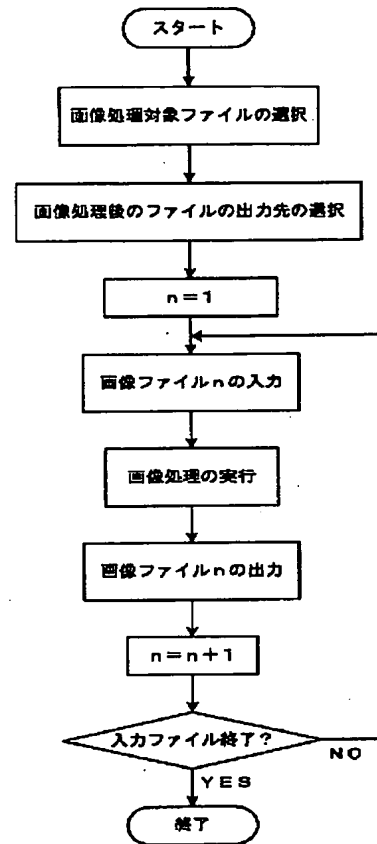 スタート
画像処理対象ファイルの選択
画像処理後のファイルの出力先の選択
n=1
画像ファイルnの入力
画像処理の実行
画像ファイルnの出力
n=n+1
入力ファイル終了?
NO
YES
終了